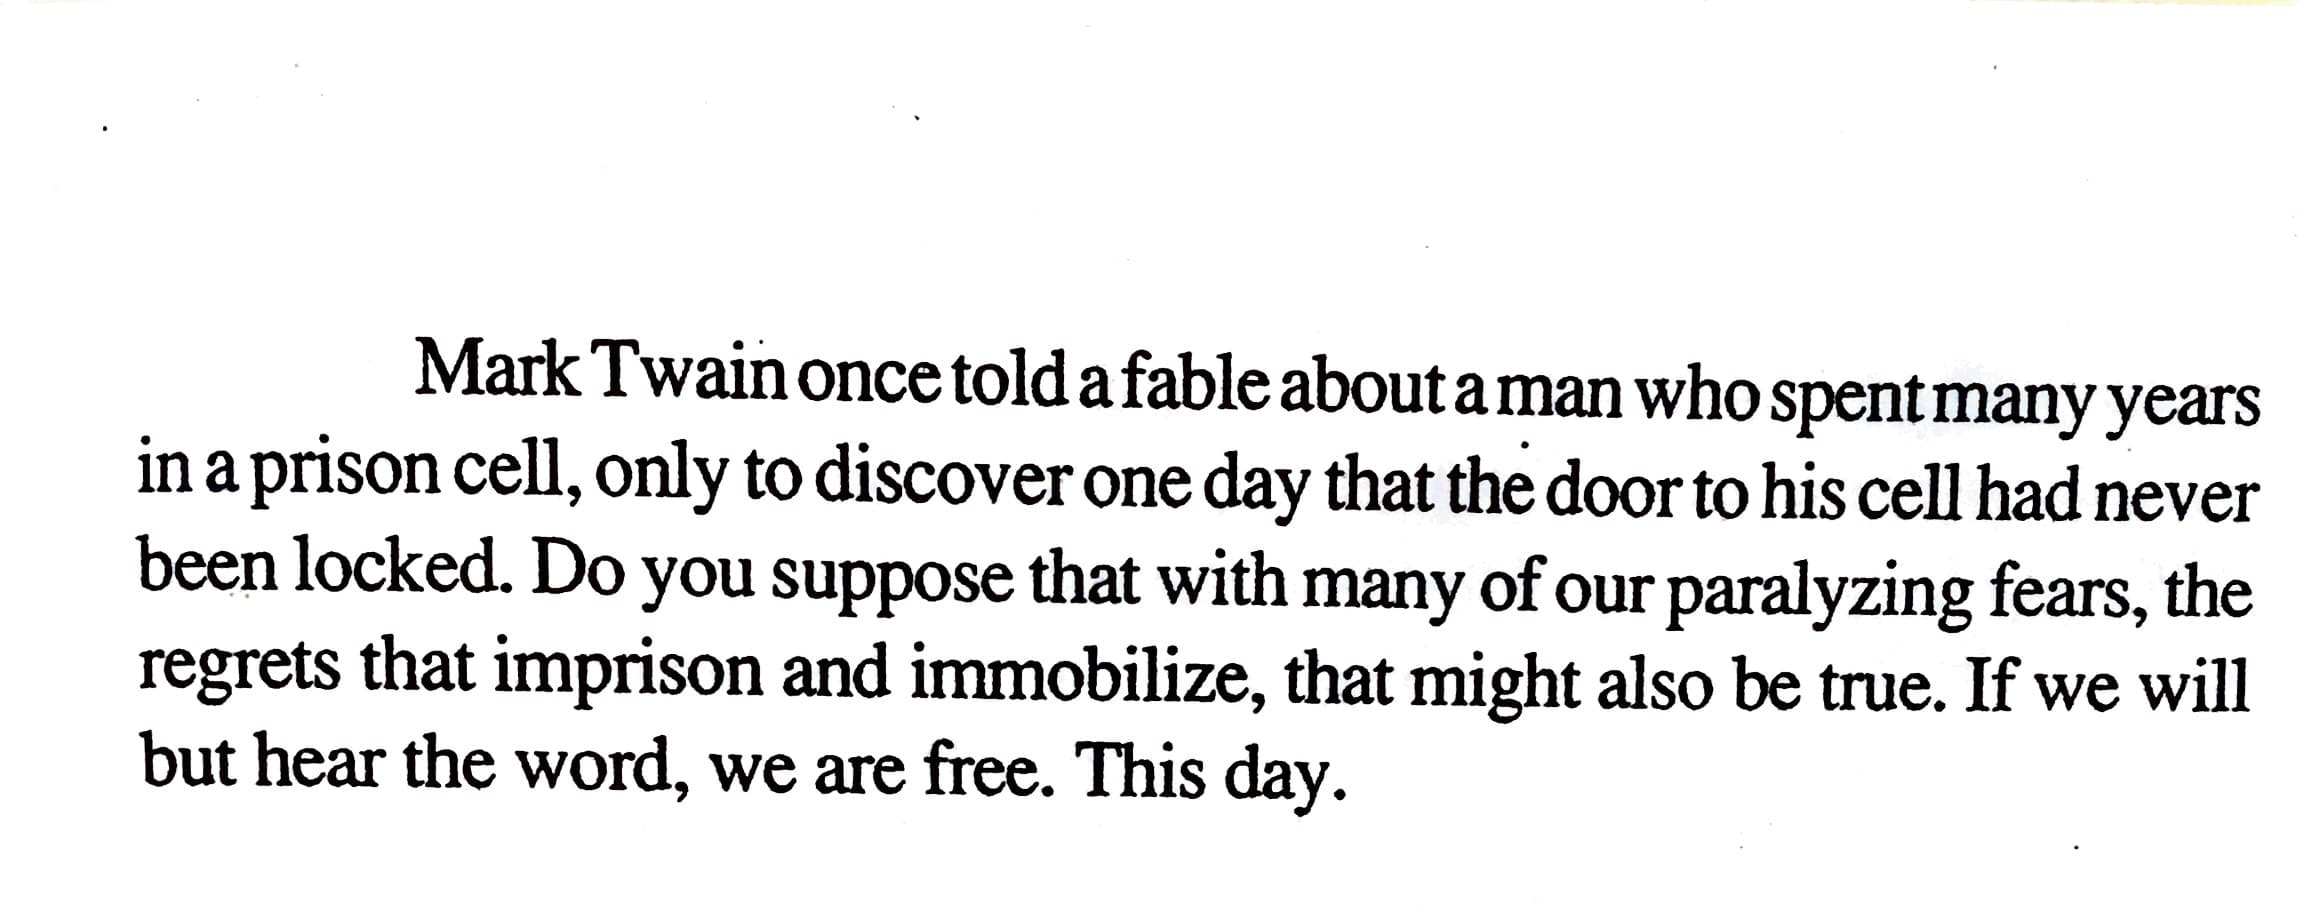 Mark Twain once told a fable about a man who spent many years
in a prison cell, only to discover one day that the door to his cell had never
been locked. Do you suppose that with many of our paralyzing fears, the
regrets that imprison and immobilize, that might also be true. If we will
but hear the word, we are free. This day.